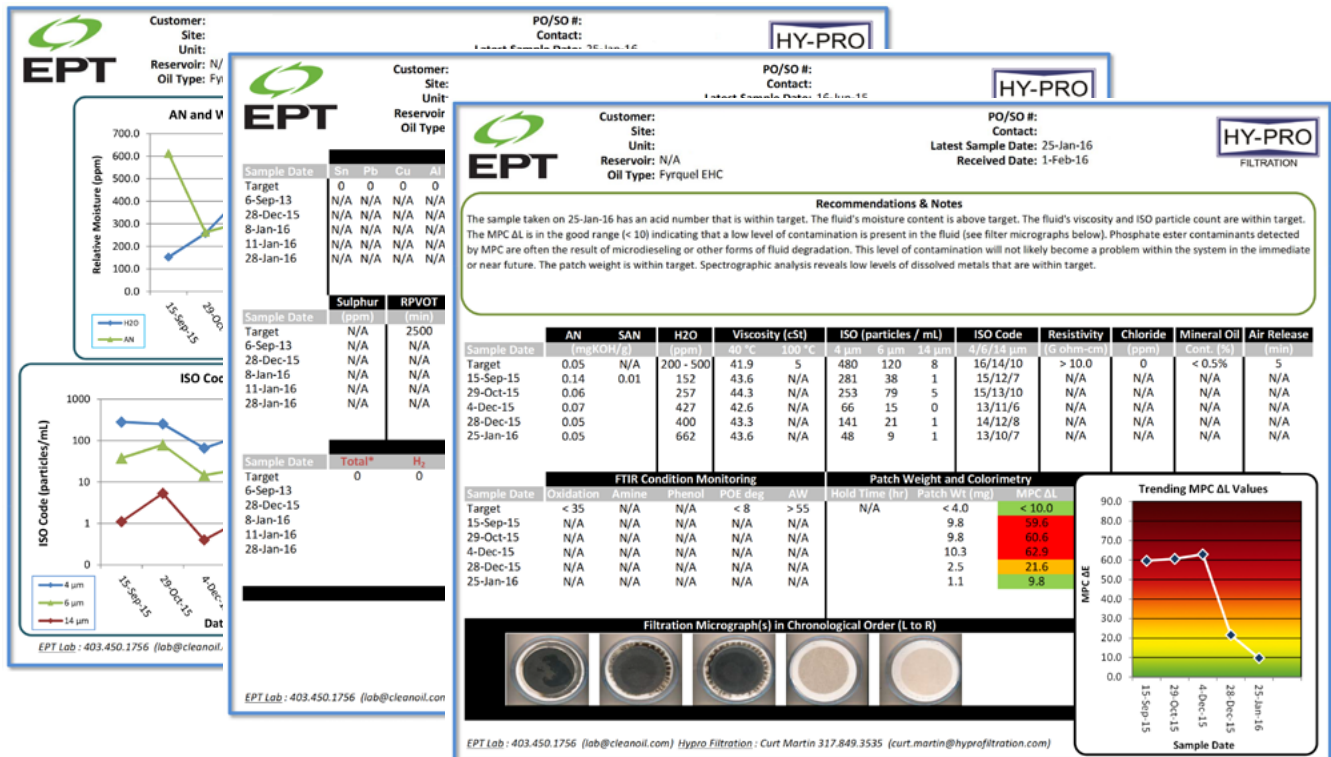 Customer:
Site:
Unit:
Reservoir: N/
Oil Type: Fy
PO/SO #:
Contact:
Latest Sample Date: 25-Jan-16
EPT
HY-PRO
AN and W
Relative Moisture (ppm)
700.0
600.0
500.0
400.0
300.0
200.0
100.0
0.0
15-Sep-15
29-Oc
H2O
AN
ISO Cod
ISO Code (particles/mL)
1000
100
10
1
0
15-Sep-15
29-Oct-15
4-Dec-1
4 µm
6 µm
14 µm
Dat
EPT Lab : 403.450.1756 (lab@cleanoil.
Customer:
Site:
Unit:
Reservoir
Oil Type
PO/SO #:
Contact:
Latest Sample Date: 16-Jun-15
EPT
HY-PRO
Sample Date Sn Pb Cu Al
Target 0 0 0 0
6-Sep-13 N/A N/A N/A N/A
28-Dec-15 N/A N/A N/A N/A
8-Jan-16 N/A N/A N/A N/A
11-Jan-16 N/A N/A N/A N/A
28-Jan-16 N/A N/A N/A N/A
Sulphur RPVOT
Sample Date (ppm) (min)
Target N/A 2500
6-Sep-13 N/A N/A
28-Dec-15 N/A N/A
8-Jan-16 N/A N/A
11-Jan-16 N/A N/A
28-Jan-16 N/A N/A
Sample Date Total* H₂
Target 0 0
6-Sep-13
28-Dec-15
8-Jan-16
11-Jan-16
28-Jan-16
EPT Lab : 403.450.1756 (lab@cleanoil.com
Customer:
Site:
Unit:
Reservoir: N/A
Oil Type: Fyrquel EHC
PO/SO #:
Contact:
Latest Sample Date: 25-Jan-16
Received Date: 1-Feb-16
EPT
HY-PRO
FILTRATION
Recommendations & Notes
The sample taken on 25-Jan-16 has an acid number that is within target. The fluid's moisture content is above target. The fluid's viscosity and ISO particle count are within target.
The MPC ΔL is in the good range (< 10) indicating that a low level of contamination is present in the fluid (see filter micrographs below). Phosphate ester contaminants detected
by MPC are often the result of microdieseling or other forms of fluid degradation. This level of contamination will not likely become a problem within the system in the immediate
or near future. The patch weight is within target. Spectrographic analysis reveals low levels of dissolved metals that are within target.
AN SAN H2O Viscosity (cSt) ISO (particles / mL) ISO Code Resistivity Chloride Mineral Oil Air Release
Sample Date (mgKOH/g) (ppm) 40 °C 100 °C 4 µm 6 µm 14 µm 4/6/14 µm (G ohm-cm) (ppm) Cont. (%) (min)
Target 0.05 N/A 200 - 500 41.9 5 480 120 8 16/14/10 > 10.0 0 < 0.5% 5
15-Sep-15 0.14 0.01 152 43.6 N/A 281 38 1 15/12/7 N/A N/A N/A N/A
29-Oct-15 0.06 257 44.3 N/A 253 79 5 15/13/10 N/A N/A N/A N/A
4-Dec-15 0.07 427 42.6 N/A 66 15 0 13/11/6 N/A N/A N/A N/A
28-Dec-15 0.05 400 43.3 N/A 141 21 1 14/12/8 N/A N/A N/A N/A
25-Jan-16 0.05 662 43.6 N/A 48 9 1 13/10/7 N/A N/A N/A N/A
FTIR Condition Monitoring Patch Weight and Colorimetry
Sample Date Oxidation Amine Phenol POE deg AW Hold Time (hr) Patch Wt (mg) MPC ΔL
Target < 35 N/A N/A < 8 > 55 N/A < 4.0 < 10.0
15-Sep-15 N/A N/A N/A N/A N/A 9.8 59.6
29-Oct-15 N/A N/A N/A N/A N/A 9.8 60.6
4-Dec-15 N/A N/A N/A N/A N/A 10.3 62.9
28-Dec-15 N/A N/A N/A N/A N/A 2.5 21.6
25-Jan-16 N/A N/A N/A N/A N/A 1.1 9.8
Filtration Micrograph(s) in Chronological Order (L to R)
Trending MPC ΔL Values
MPC ΔE
90.0
80.0
70.0
60.0
50.0
40.0
30.0
20.0
10.0
0.0
15-Sep-15
29-Oct-15
4-Dec-15
28-Dec-15
25-Jan-16
Sample Date
EPT Lab : 403.450.1756 (lab@cleanoil.com) Hypro Filtration : Curt Martin 317.849.3535 (curt.martin@hyprofiltration.com)